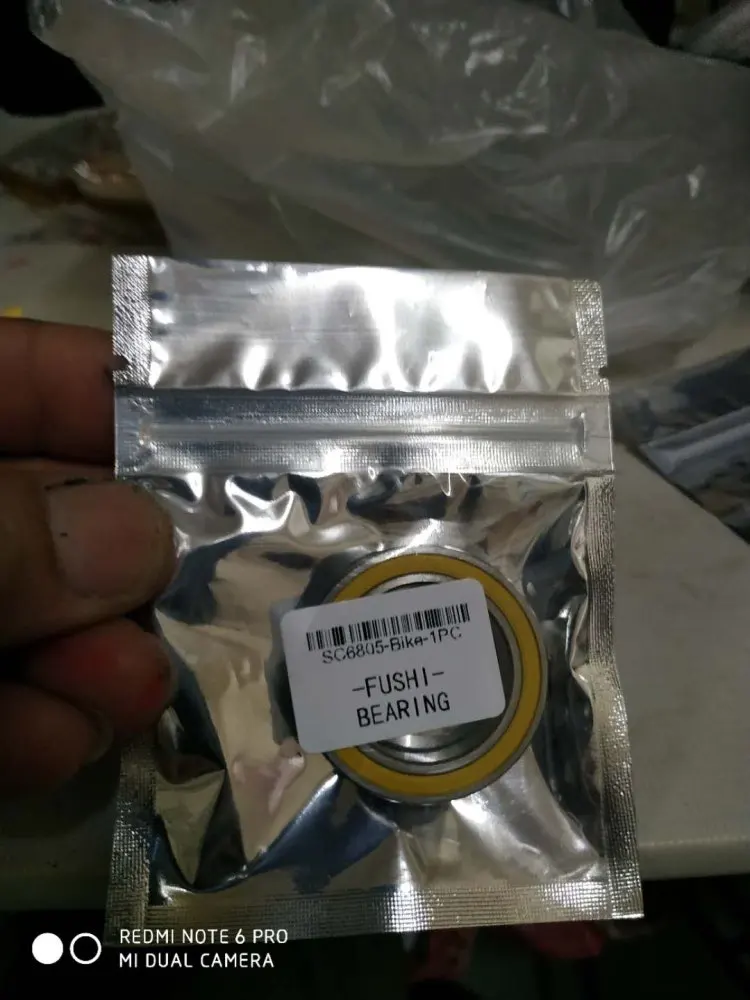 SC6805-Bike-1PC
-FUSHI-
BEARING
REDMI NOTE 6 PRO
MI DUAL CAMERA